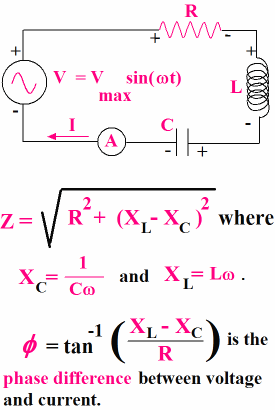 R
+ -
+ +
V = V max sin(ωt)
L
- -
I
A
C
- +
Z = √R² + (X_L - X_C)² where
X_C = 1/Cω and X_L = Lω .
ϕ = tan⁻¹ (X_L - X_C / R) is the
phase difference between voltage
and current.